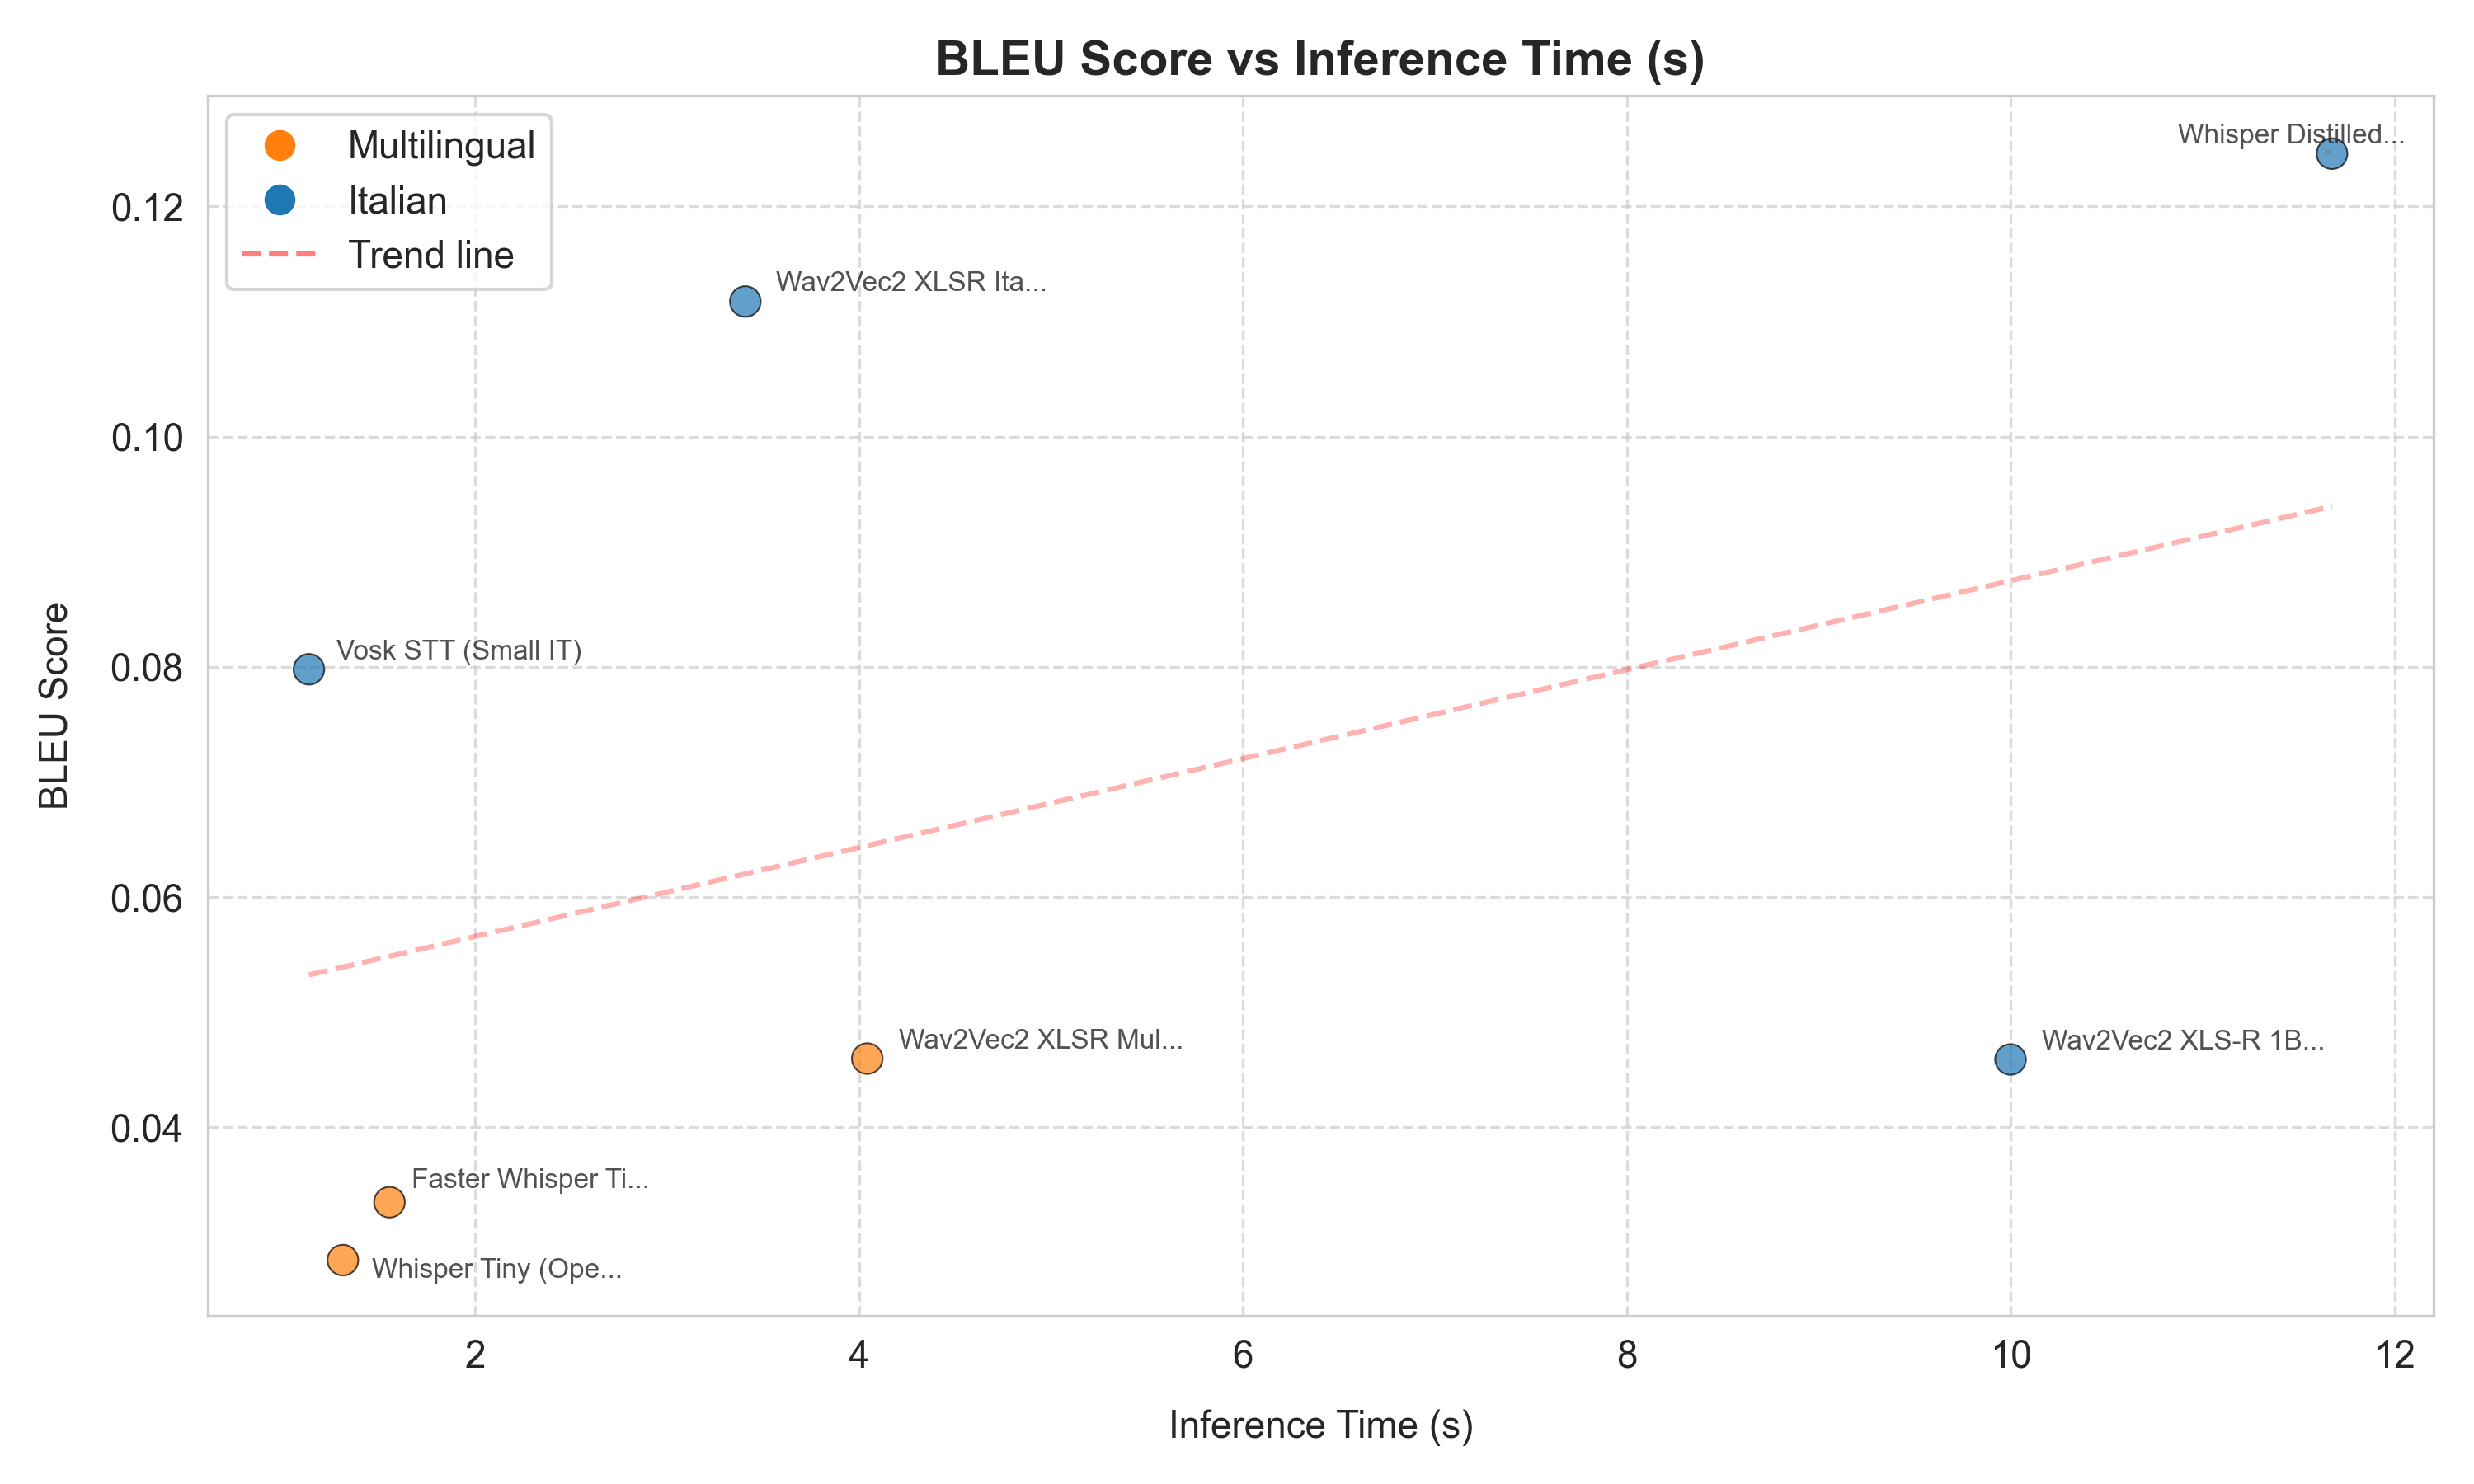 BLEU Score vs Inference Time (s)
Multilingual
Italian
Trend line
Whisper Distilled...
Wav2Vec2 XLSR Ita...
Vosk STT (Small IT)
Wav2Vec2 XLSR Mul...
Wav2Vec2 XLS-R 1B...
Faster Whisper Ti...
Whisper Tiny (Ope...
BLEU Score
0.12
0.10
0.08
0.06
0.04
2 4 6 8 10 12
Inference Time (s)